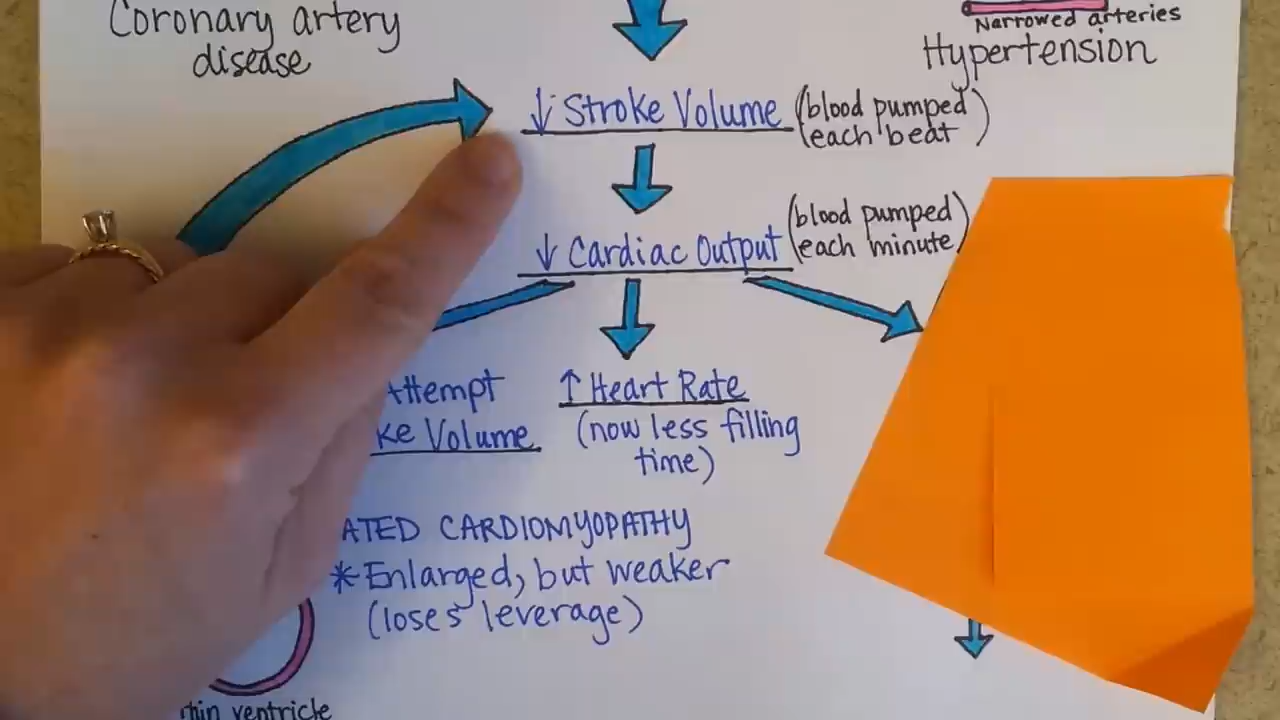 Coronary artery
disease
Narrowed arteries
Hypertension
↓ Stroke Volume (blood pumped
each beat)
↓ Cardiac Output (blood pumped
each minute)
Attempt
ke Volume
↑ Heart Rate
(now less filling
time)
ATED CARDIOMYOPATHY
*Enlarged, but weaker
(loses leverage)
thin ventricle